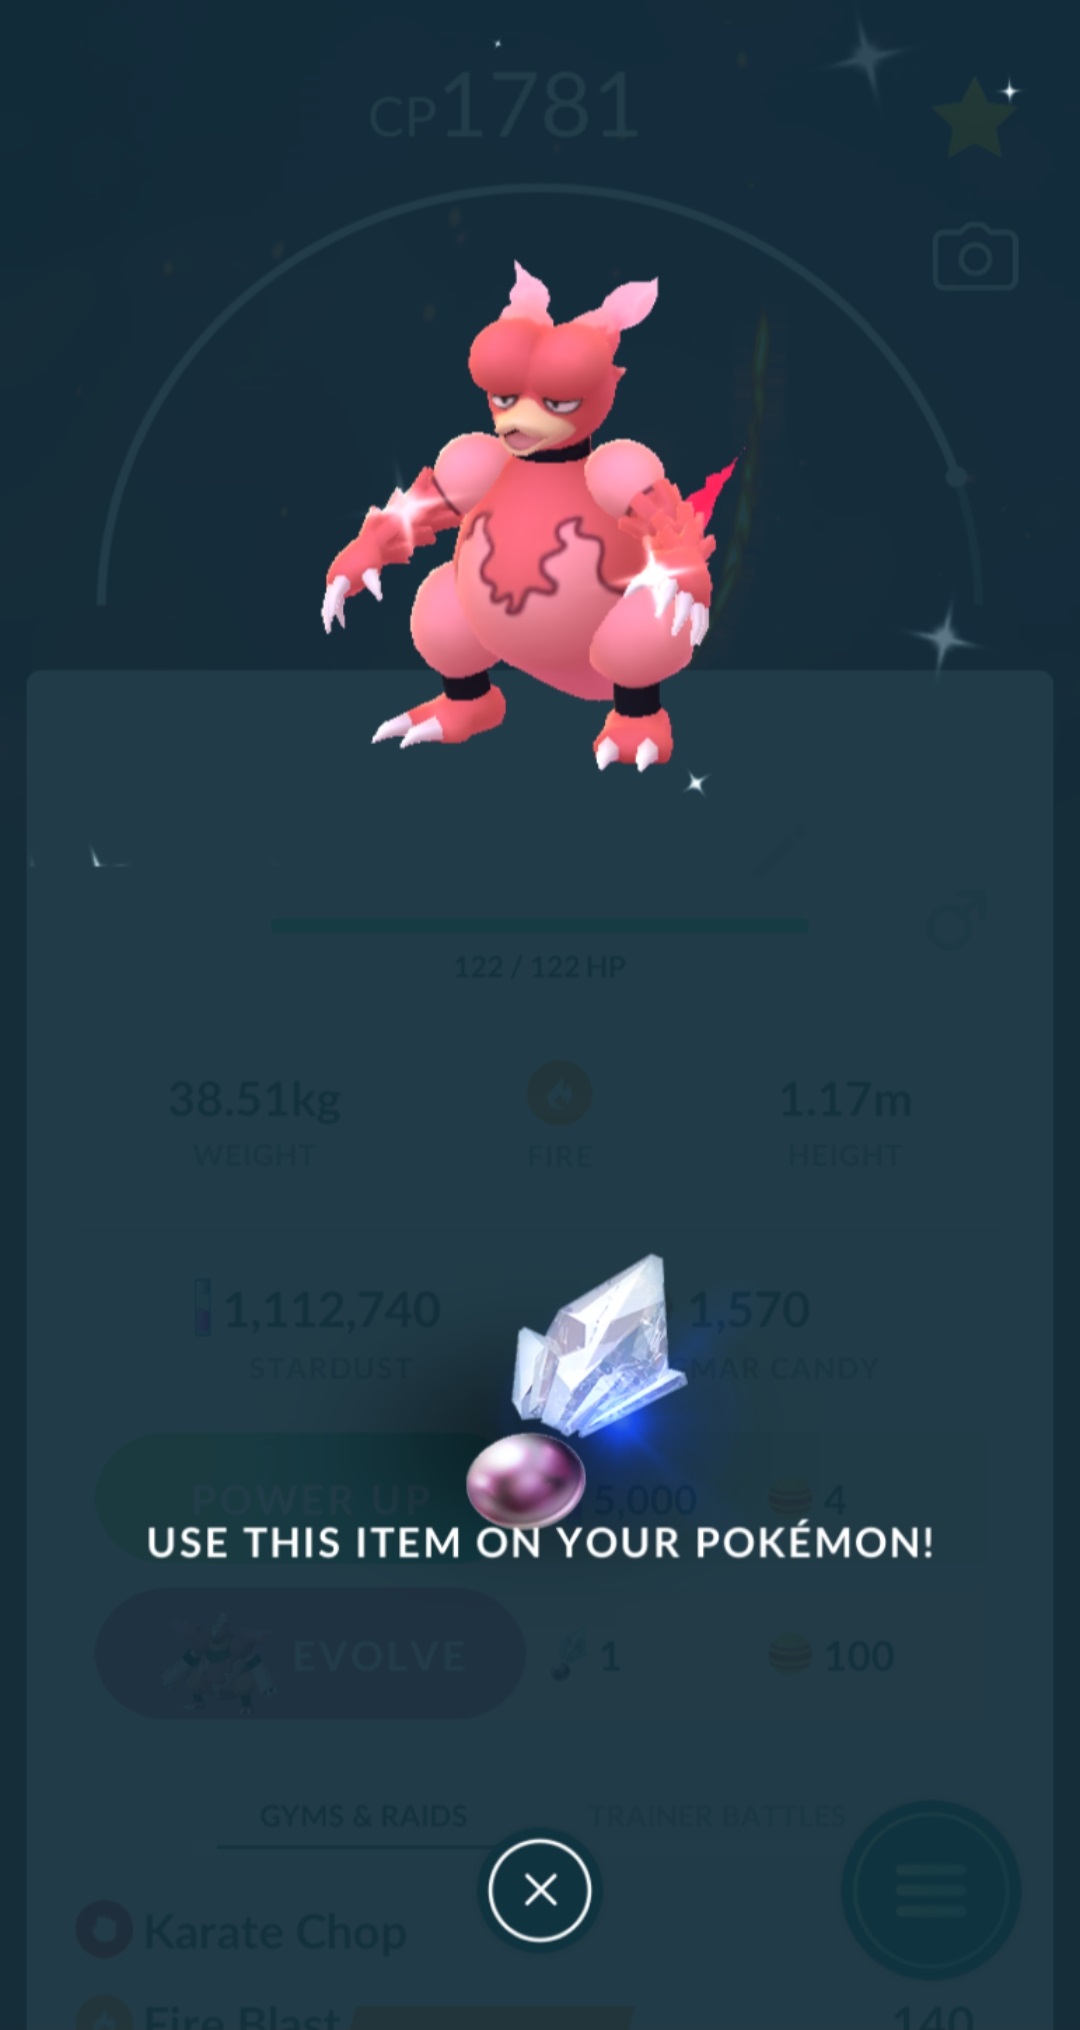 CP1781
122 / 122 HP
38.51kg
WEIGHT
FIRE
1.17m
HEIGHT
1,112,740
STARDUST
1,570
MAR CANDY
POWER UP
5,000
4
USE THIS ITEM ON YOUR POKÉMON!
EVOLVE
1
100
GYMS & RAIDS
TRAINER BATTLES
Karate Chop
Fire Blast
140